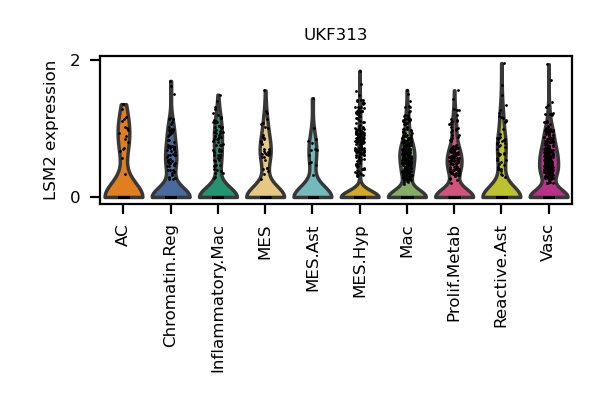 UKF313
LSM2 expression
2
0
AC
Chromatin.Reg
Inflammatory.Mac
MES
MES.Ast
MES.Hyp
Mac
Prolif.Metab
Reactive.Ast
Vasc